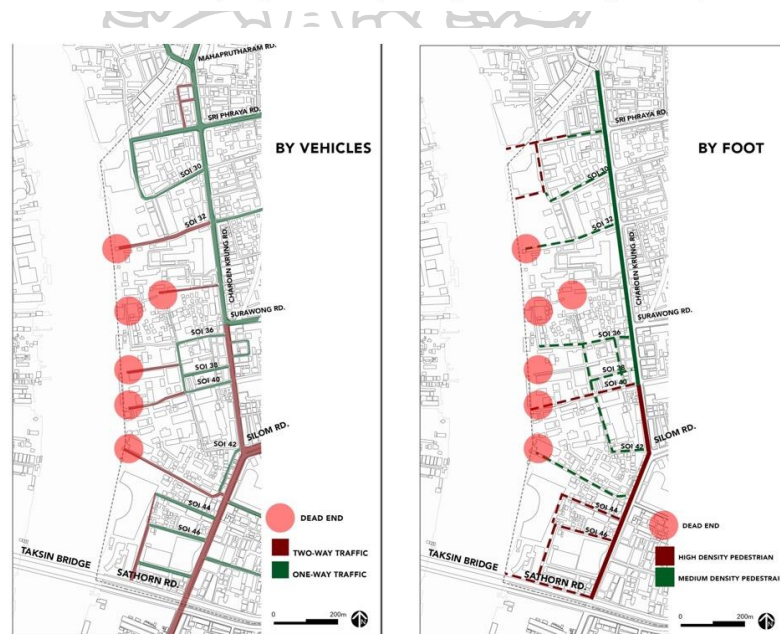 MAHAPRUTHARAM RD.
SRI PHRAYA RD.
BY VEHICLES
SOI 30
SOI 32
CHAROEN KRUNG RD.
SURAWONG RD.
SOI 36
SOI 38
SOI 40
SOI 42
SILOM RD.
SOI 44
SOI 46
DEAD END
TWO-WAY TRAFFIC
ONE-WAY TRAFFIC
TAKSIN BRIDGE
SATHORN RD.
0 200m
SRI PHRAYA RD.
BY FOOT
SOI 30
SOI 32
CHAROEN KRUNG RD.
SURAWONG RD.
SOI 36
SOI 38
SOI 40
SOI 42
SILOM RD.
SOI 44
SOI 46
DEAD END
HIGH DENSITY PEDESTRIAN
MEDIUM DENSITY PEDESTRAI
TAKSIN BRIDGE
SATHORN RD.
0 200m